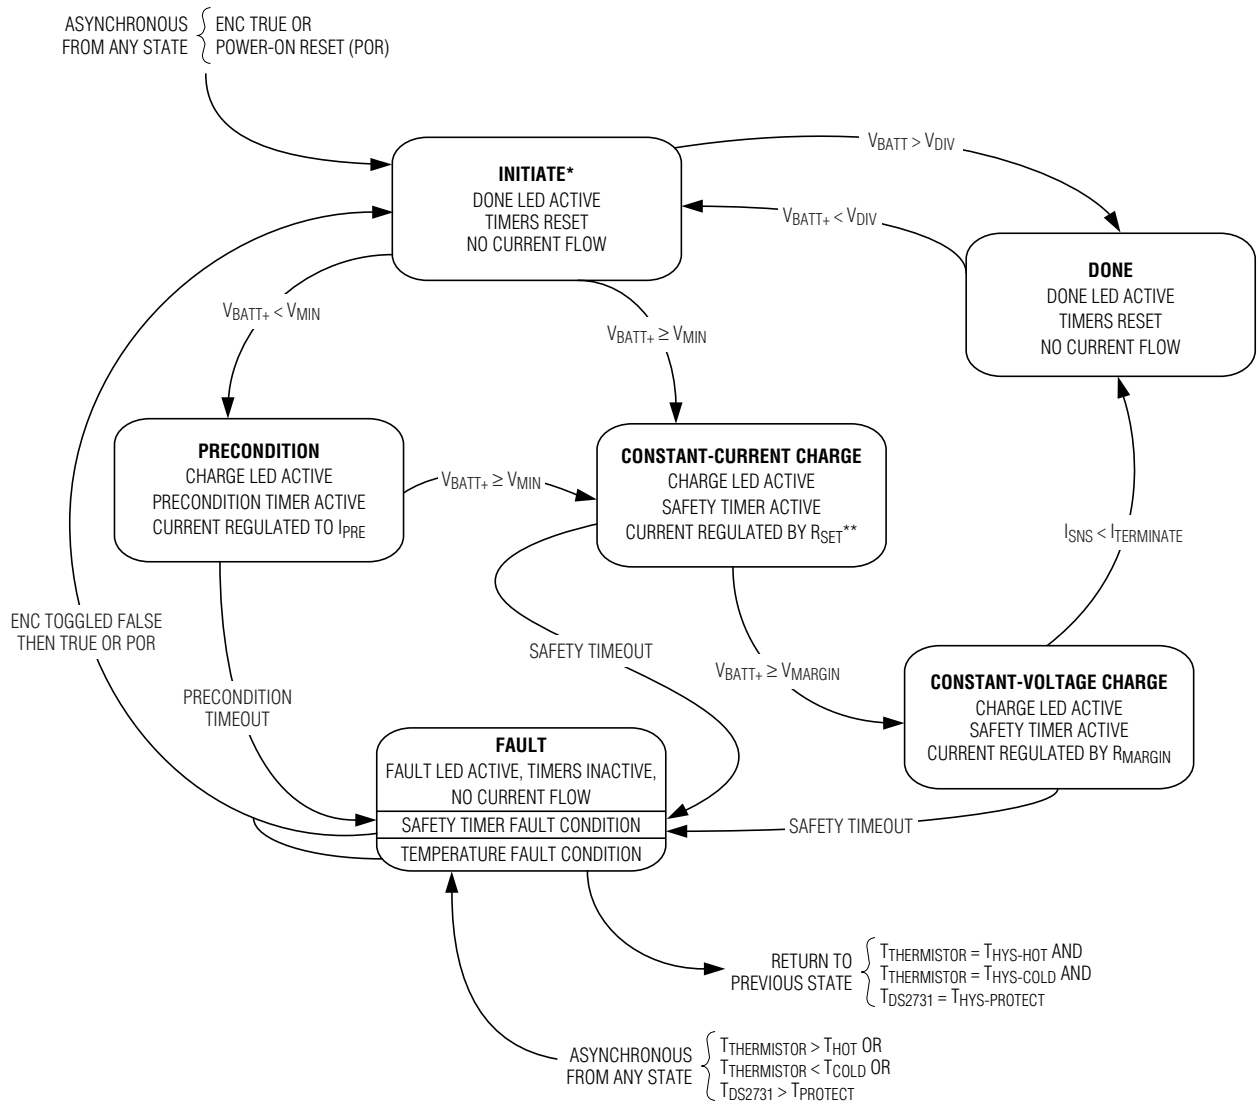 ASYNCHRONOUS
FROM ANY STATE
ENC TRUE OR
POWER-ON RESET (POR)
INITIATE*
DONE LED ACTIVE
TIMERS RESET
NO CURRENT FLOW
VBATT > VDIV
VBATT+ < VDIV
DONE
DONE LED ACTIVE
TIMERS RESET
NO CURRENT FLOW
VBATT+ < VMIN
VBATT+ ≥ VMIN
PRECONDITION
CHARGE LED ACTIVE
PRECONDITION TIMER ACTIVE
CURRENT REGULATED TO IPRE
VBATT+ ≥ VMIN
CONSTANT-CURRENT CHARGE
CHARGE LED ACTIVE
SAFETY TIMER ACTIVE
CURRENT REGULATED BY RSET**
ISNS < ITERMINATE
ENC TOGGLED FALSE
THEN TRUE OR POR
PRECONDITION
TIMEOUT
SAFETY TIMEOUT
VBATT+ ≥ VMARGIN
CONSTANT-VOLTAGE CHARGE
CHARGE LED ACTIVE
SAFETY TIMER ACTIVE
CURRENT REGULATED BY RMARGIN
FAULT
FAULT LED ACTIVE, TIMERS INACTIVE,
NO CURRENT FLOW
SAFETY TIMER FAULT CONDITION
TEMPERATURE FAULT CONDITION
SAFETY TIMEOUT
RETURN TO
PREVIOUS STATE
TTHERMISTOR = THYS-HOT AND
TTHERMISTOR = THYS-COLD AND
TDS2731 = THYS-PROTECT
ASYNCHRONOUS
FROM ANY STATE
TTHERMISTOR > THOT OR
TTHERMISTOR < TCOLD OR
TDS2731 > TPROTECT